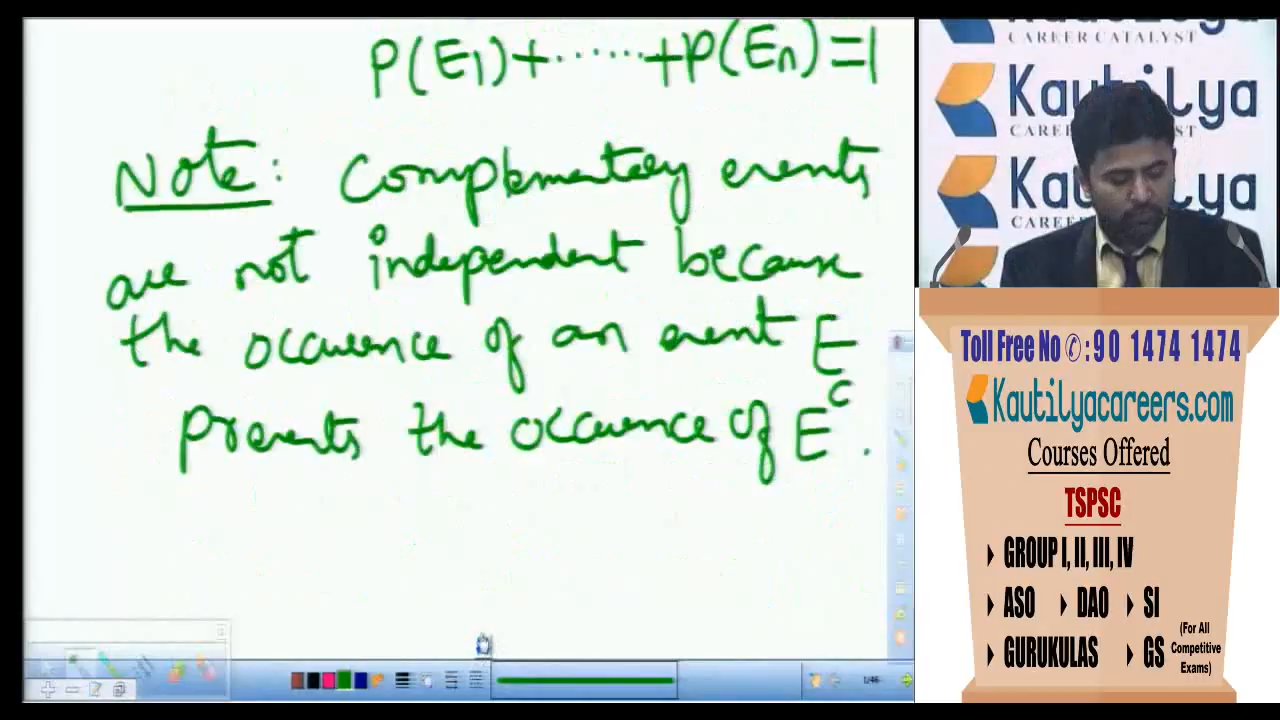 P(E1)+......+P(En)=1
Note: Complementary events
are not independent because
the occurence of an event E
prevents the occurence of E^c.
1/46
CAREER CATALYST
Kautilya
CAREER CATALYST
Kautilya
CAREER
Toll Free No ✆:90 1474 1474
Kautilyacareers.com
Courses Offered
TSPSC
GROUP I, II, III, IV
ASO DAO SI
GURUKULAS GS (For All Competitive Exams)